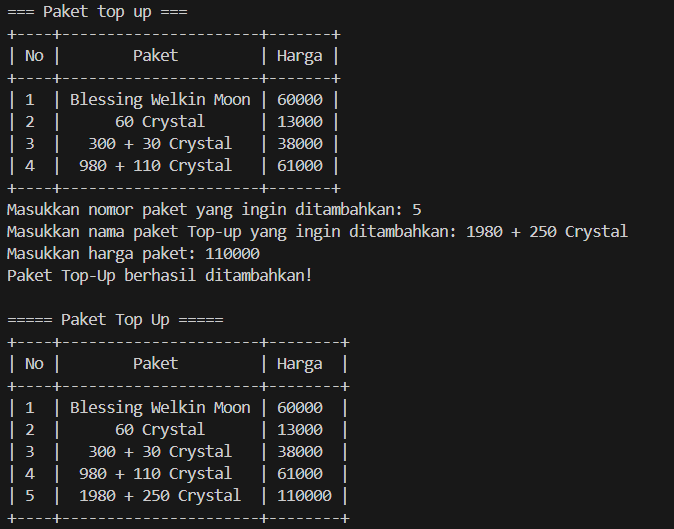 === Paket top up ===
+----+----------------------+-------+
| No |        Paket         | Harga |
+----+----------------------+-------+
| 1  | Blessing Welkin Moon | 60000 |
| 2  |      60 Crystal      | 13000 |
| 3  |   300 + 30 Crystal   | 38000 |
| 4  |  980 + 110 Crystal   | 61000 |
+----+----------------------+-------+
Masukkan nomor paket yang ingin ditambahkan: 5
Masukkan nama paket Top-up yang ingin ditambahkan: 1980 + 250 Crystal
Masukkan harga paket: 110000
Paket Top-Up berhasil ditambahkan!

===== Paket Top Up =====
+----+----------------------+--------+
| No |        Paket         | Harga  |
+----+----------------------+--------+
| 1  | Blessing Welkin Moon | 60000  |
| 2  |      60 Crystal      | 13000  |
| 3  |   300 + 30 Crystal   | 38000  |
| 4  |  980 + 110 Crystal   | 61000  |
| 5  |  1980 + 250 Crystal  | 110000 |
+----+----------------------+--------+